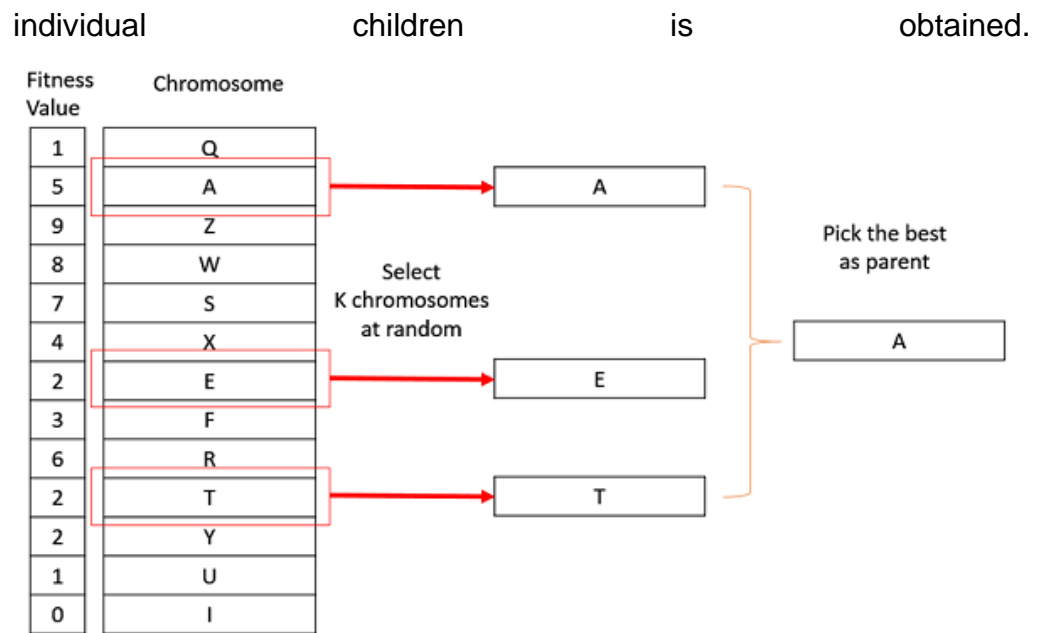 individual children is obtained.
Fitness
Value
Chromosome
1 Q
5 A
9 Z
8 W
7 S
4 X
2 E
3 F
6 R
2 T
2 Y
1 U
0 I
Select
K chromosomes
at random
A
E
T
Pick the best
as parent
A